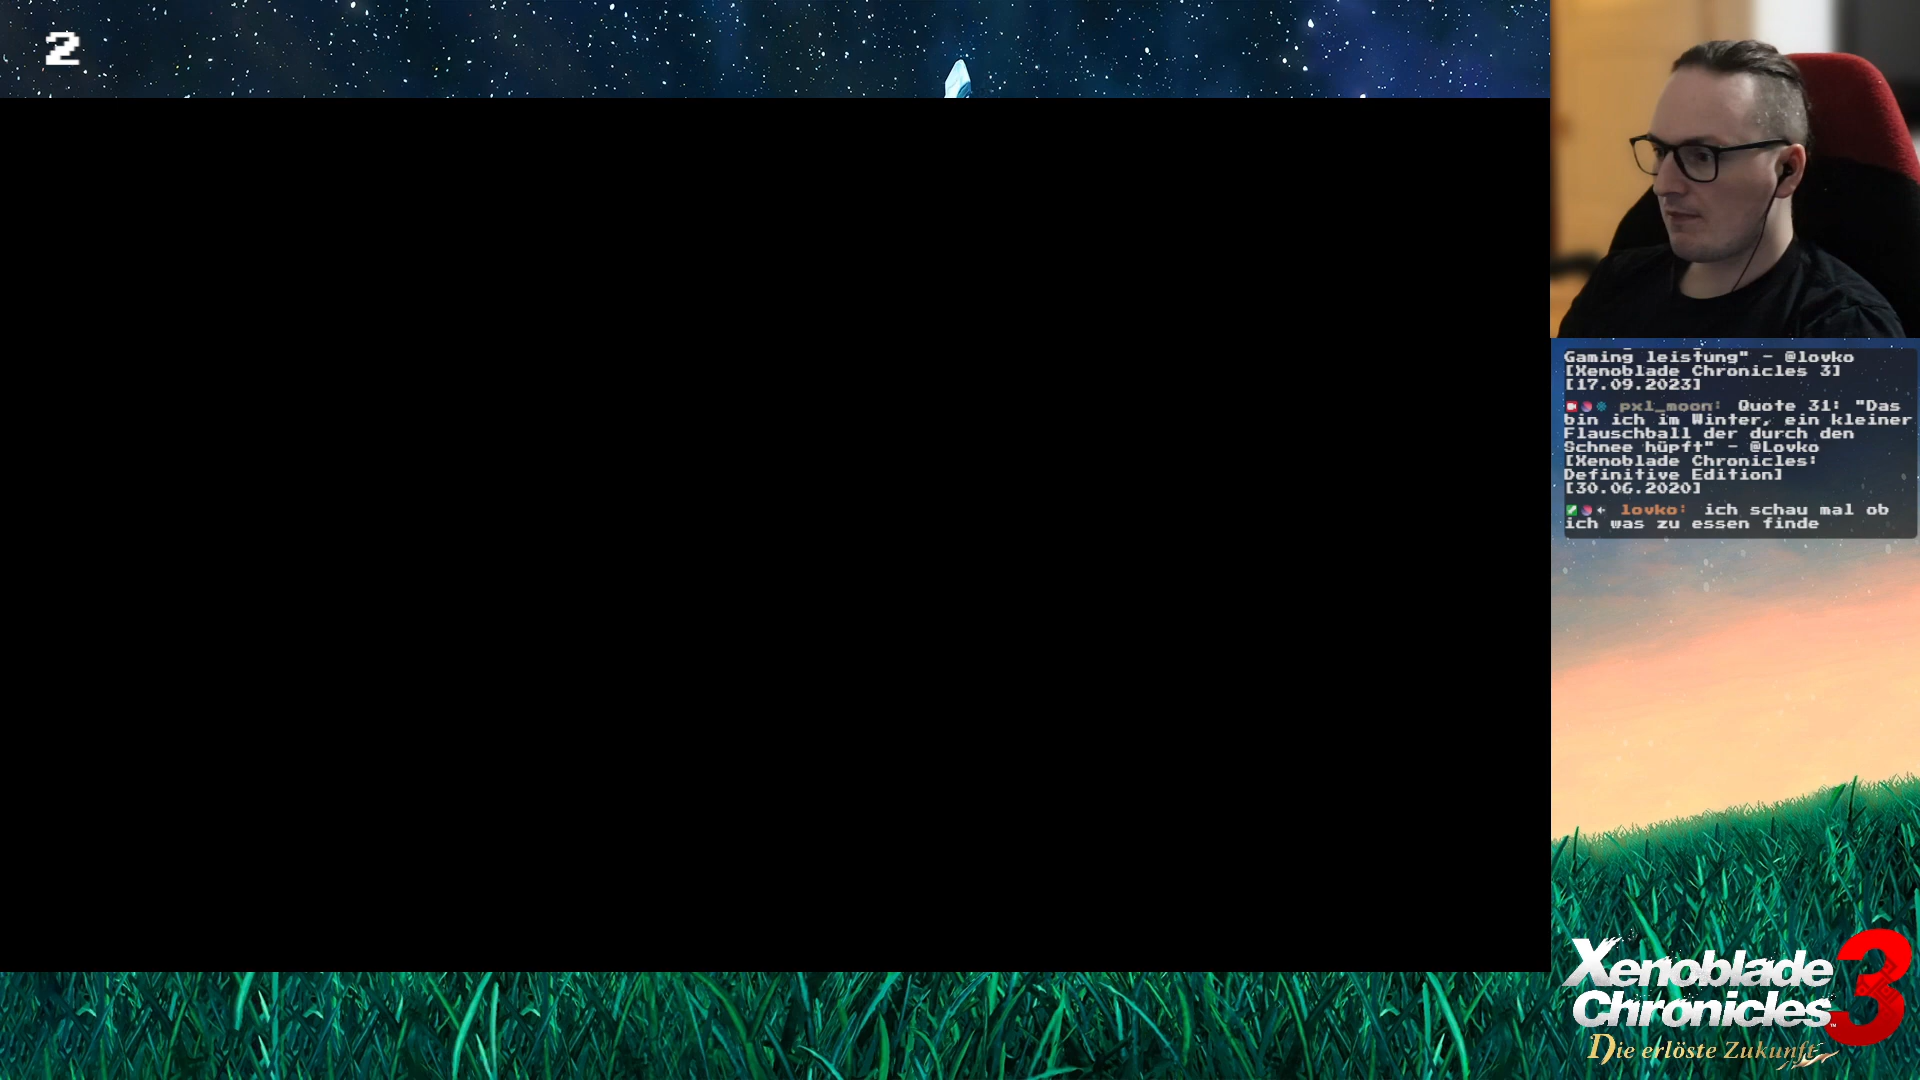 2
Gaming leistung" - @lovko
[Xenoblade Chronicles 3]
[17.09.2023]
pxl_moon: Quote 31: "Das
bin ich im Winter, ein kleiner
Flauschball der durch den
Schnee hüpft" - @Lovko
[Xenoblade Chronicles:
Definitive Edition]
[30.06.2020]
lovko: ich schau mal ob
ich was zu essen finde
Xenoblade
Chronicles 3
Die erlöste Zukunft